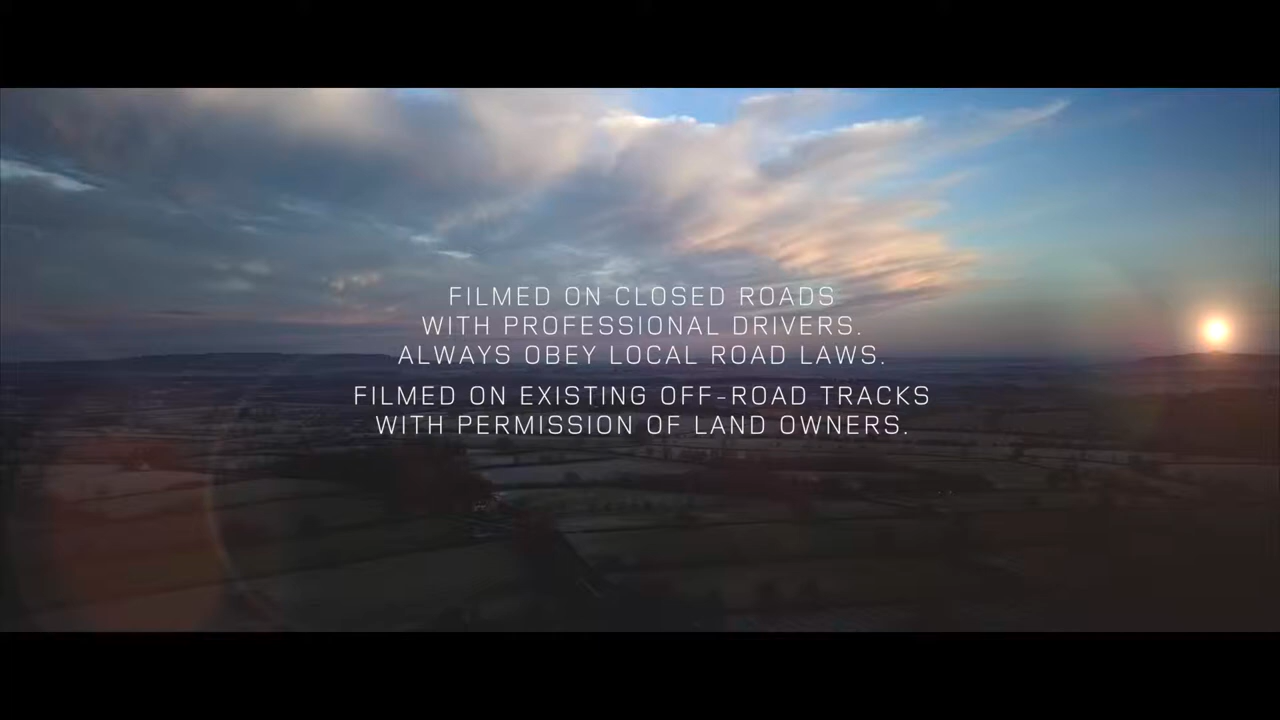 FILMED ON CLOSED ROADS
WITH PROFESSIONAL DRIVERS.
ALWAYS OBEY LOCAL ROAD LAWS.
FILMED ON EXISTING OFF-ROAD TRACKS
WITH PERMISSION OF LAND OWNERS.